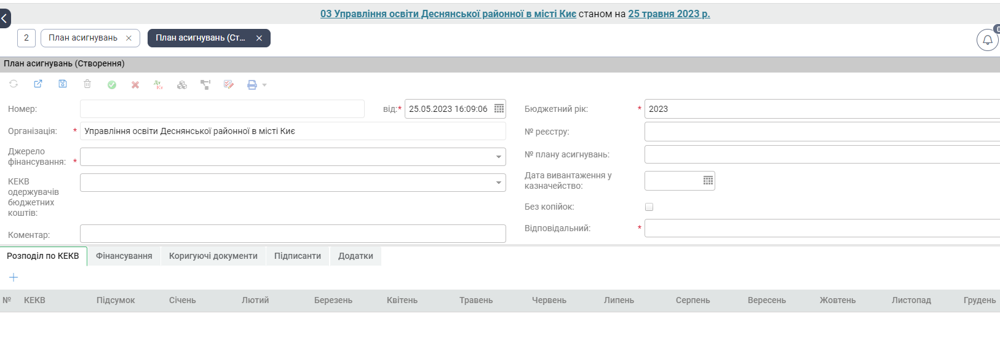 03 Управління освіти Деснянської районної в місті Киє станом на 25 травня 2023 р.
2 План асигнувань План асигнувань (Ст...
План асигнувань (Створення)
Номер: від:* 25.05.2023 16:09:06 Бюджетний рік: * 2023
Організація: * Управління освіти Деснянської районної в місті Киє № реєстру:
Джерело
фінансування: * № плану асигнувань:
КЕКВ
одержувачів
бюджетних
коштів:
Дата вивантаження у
казначейство:
Без копійок:
Коментар: Відповідальний: *
Розподіл по КЕКВ Фінансування Коригуючі документи Підписанти Додатки
№ КЕКВ Підсумок Січень Лютий Березень Квітень Травень Червень Липень Серпень Вересень Жовтень Листопад Грудень